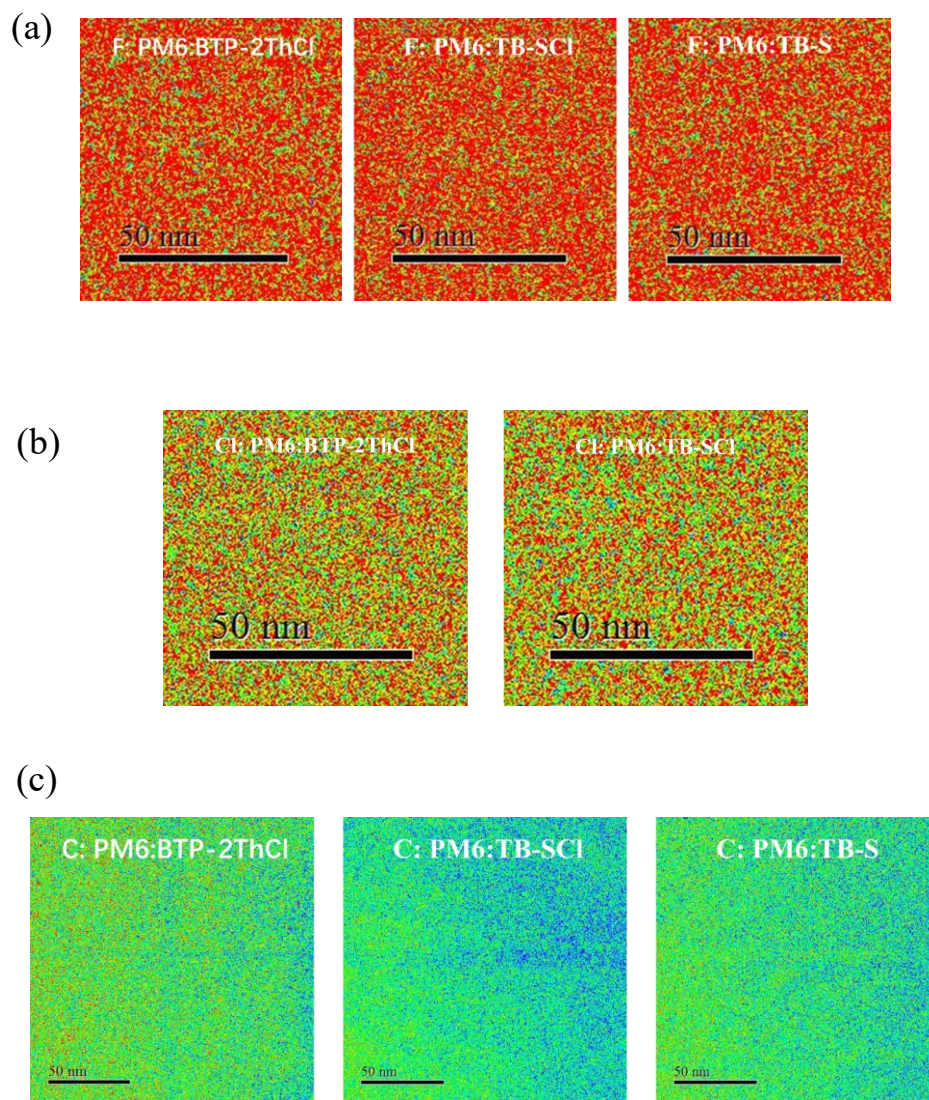 (a)
F: PM6:BTP-2ThCl
F: PM6:TB-SCl
F: PM6:TB-S
50 nm
50 nm
50 nm
(b)
Cl: PM6:BTP-2ThCl
Cl: PM6:TB-SCl
50 nm
50 nm
(c)
C: PM6:BTP-2ThCl
C: PM6:TB-SCl
C: PM6:TB-S
50 nm
50 nm
50 nm